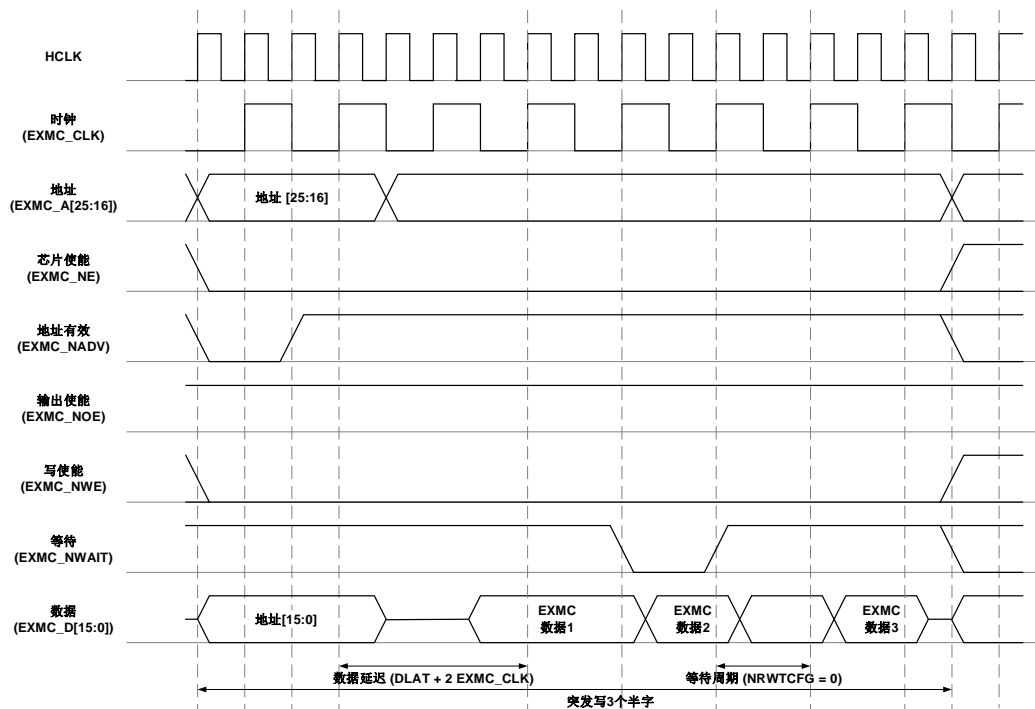 HCLK
时钟
(EXMC_CLK)
地址
(EXMC_A[25:16])
地址 [25:16]
芯片使能
(EXMC_NE)
地址有效
(EXMC_NADV)
输出使能
(EXMC_NOE)
写使能
(EXMC_NWE)
等待
(EXMC_NWAIT)
数据
(EXMC_D[15:0])
地址[15:0]
EXMC
数据1
EXMC
数据2
EXMC
数据3
数据延迟 (DLAT + 2 EXMC_CLK)
等待周期 (NRWTCFG = 0)
突发写3个半字